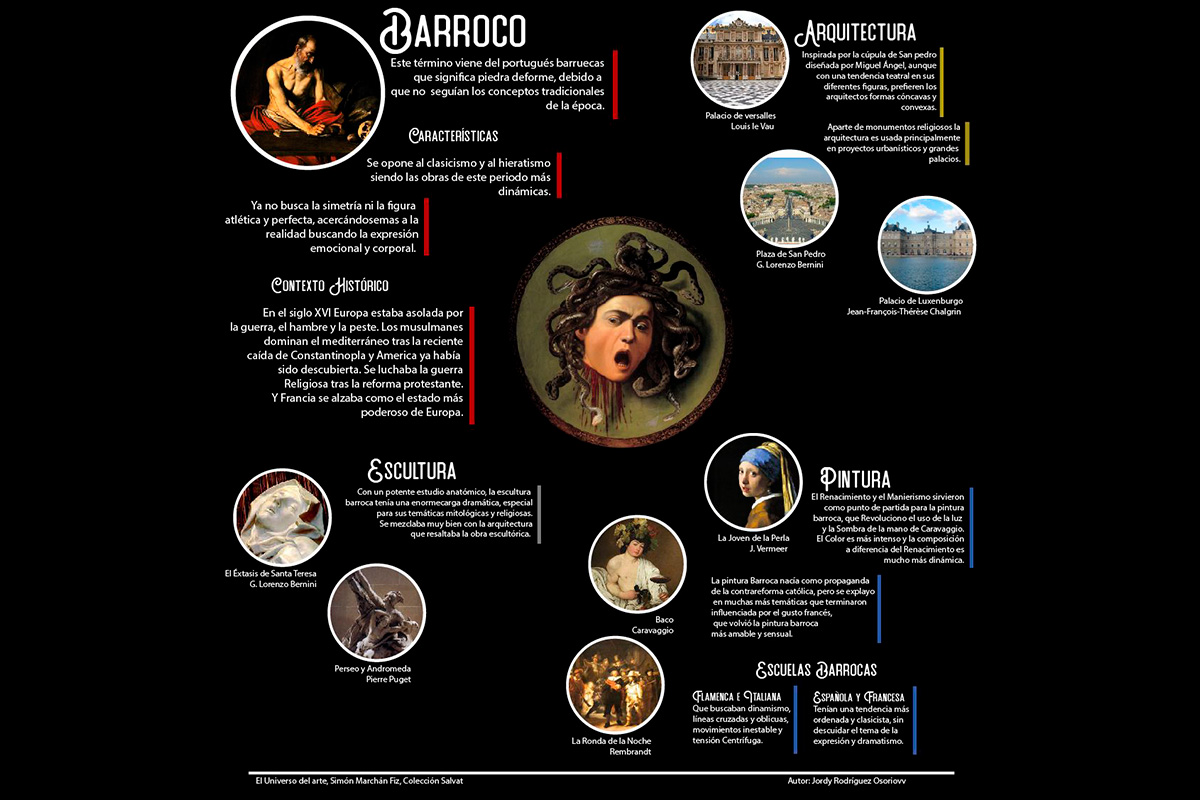 BARROCO
Este término viene del portugués barruecas
que significa piedra deforme, debido a
que no seguían los conceptos tradicionales
de la época.
CARACTERÍSTICAS
Se opone al clasicismo y al hieratismo
siendo las obras de este periodo más
dinámicas.
Ya no busca la simetría ni la figura
atlética y perfecta, acercándosemas a la
realidad buscando la expresión
emocional y corporal.
CONTEXTO HISTÓRICO
En el siglo XVI Europa estaba asolada por
la guerra, el hambre y la peste. Los musulmanes
dominan el mediterráneo tras la reciente
caída de Constantinopla y America ya había
sido descubierta. Se luchaba la guerra
Religiosa tras la reforma protestante.
Y Francia se alzaba como el estado más
poderoso de Europa.
ARQUITECTURA
Inspirada por la cúpula de San pedro
diseñada por Miguel Ángel, aunque
con una tendencia teatral en sus
diferentes figuras, prefieren los
arquitectos formas cóncavas y
convexas.
Palacio de versalles
Louis le Vau
Aparte de monumentos religiosos la
arquitectura es usada principalmente
en proyectos urbanísticos y grandes
palacios.
Plaza de San Pedro
G. Lorenzo Bernini
Palacio de Luxenburgo
Jean-François-Thérèse Chalgrin
ESCULTURA
Con un potente estudio anatómico, la escultura
barroca tenía una enormecarga dramática, especial
para sus temáticas mitológicas y religiosas.
Se mezclaba muy bien con la arquitectura
que resaltaba la obra escultórica.
El Éxtasis de Santa Teresa
G. Lorenzo Bernini
Perseo y Andromeda
Pierre Puget
PINTURA
El Renacimiento y el Manierismo sirvieron
como punto de partida para la pintura
barroca, que Revoluciono el uso de la luz
y la Sombra de la mano de Caravaggio.
El Color es más intenso y la composición
a diferencia del Renacimiento es
mucho más dinámica.
La Joven de la Perla
J. Vermeer
La pintura Barroca nacía como propaganda
de la contrareforma católica, pero se explayo
en muchas más temáticas que terminaron
influenciada por el gusto francés,
que volvió la pintura barroca
más amable y sensual.
Baco
Caravaggio
La Ronda de la Noche
Rembrandt
ESCUELAS BARROCAS
FLAMENCA E ITALIANA
Que buscaban dinamismo,
líneas cruzadas y oblicuas,
movimientos inestable y
tensión Centrífuga.
ESPAÑOLA Y FRANCESA
Tenían una tendencia más
ordenada y clasicista, sin
descuidar el tema de la
expresión y dramatismo.
El Universo del arte, Simón Marchán Fiz, Colección Salvat
Autor: Jordy Rodríguez Osoriovv